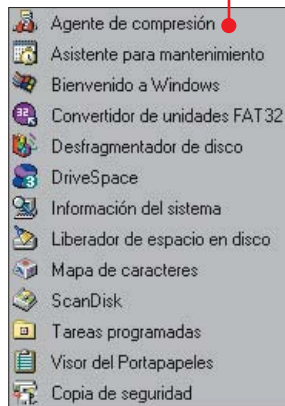 Agente de compresión
Asistente para mantenimiento
Bienvenido a Windows
Convertidor de unidades FAT32
Desfragmentador de disco
DriveSpace
Información del sistema
Liberador de espacio en disco
Mapa de caracteres
ScanDisk
Tareas programadas
Visor del Portapapeles
Copia de seguridad